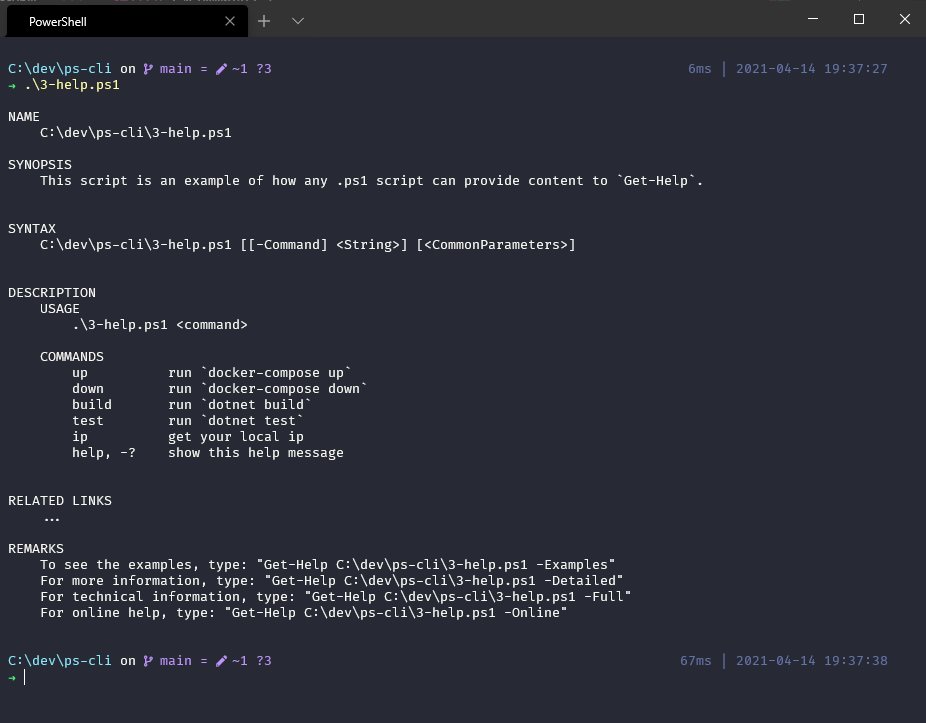 PowerShell
C:\dev\ps-cli on main = ~1 ?3 6ms | 2021-04-14 19:37:27
→ .\3-help.ps1
NAME
C:\dev\ps-cli\3-help.ps1
SYNOPSIS
This script is an example of how any .ps1 script can provide content to `Get-Help`.
SYNTAX
C:\dev\ps-cli\3-help.ps1 [[-Command] <String>] [<CommonParameters>]
DESCRIPTION
USAGE
.\3-help.ps1 <command>
COMMANDS
up run `docker-compose up`
down run `docker-compose down`
build run `dotnet build`
test run `dotnet test`
ip get your local ip
help, -? show this help message
RELATED LINKS
...
REMARKS
To see the examples, type: "Get-Help C:\dev\ps-cli\3-help.ps1 -Examples"
For more information, type: "Get-Help C:\dev\ps-cli\3-help.ps1 -Detailed"
For technical information, type: "Get-Help C:\dev\ps-cli\3-help.ps1 -Full"
For online help, type: "Get-Help C:\dev\ps-cli\3-help.ps1 -Online"
C:\dev\ps-cli on main = ~1 ?3 67ms | 2021-04-14 19:37:38
→